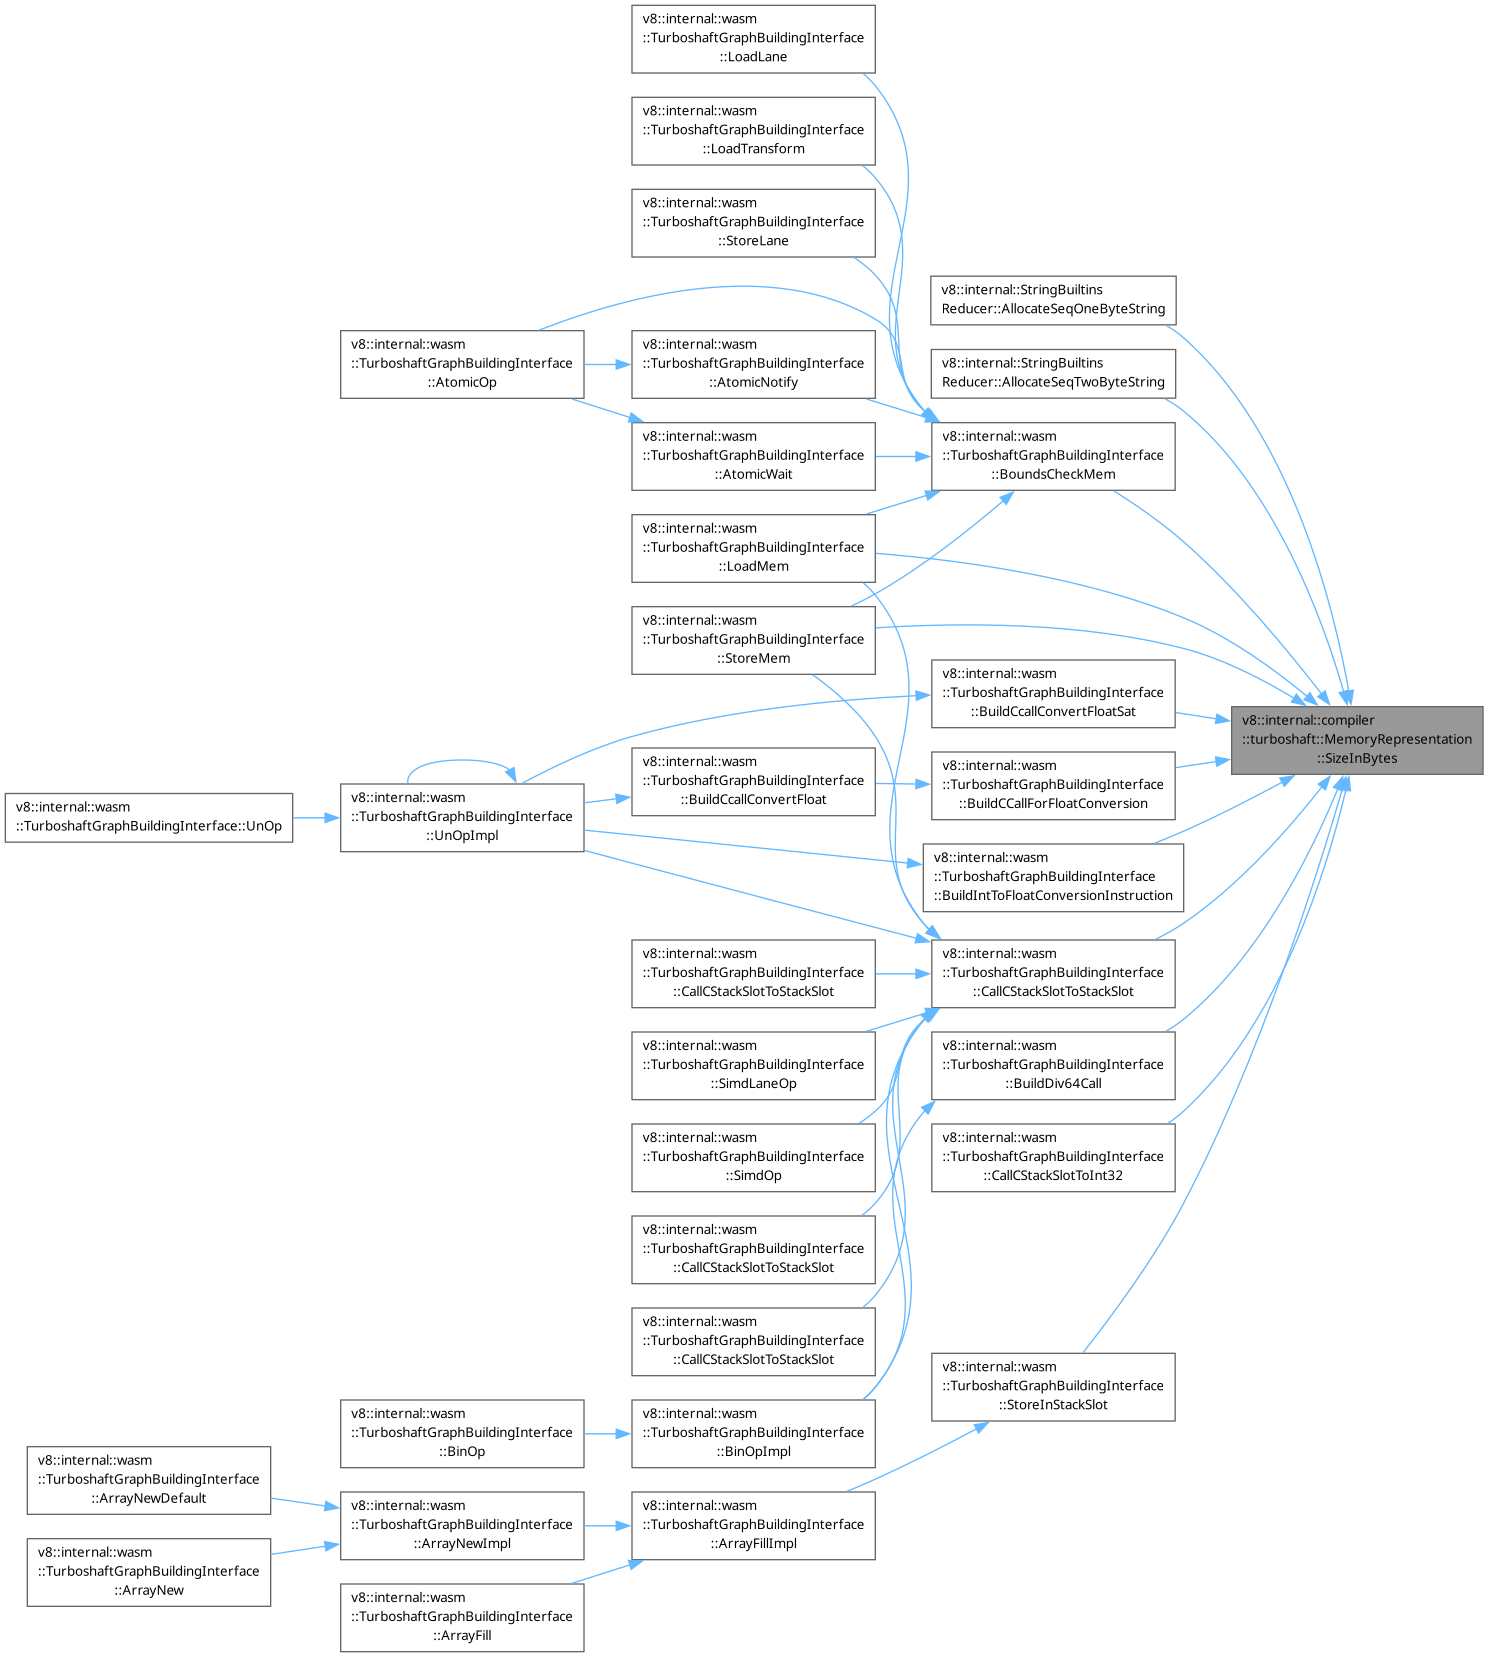 v8::internal::wasm
::TurboshaftGraphBuildingInterface
::LoadLane
v8::internal::wasm
::TurboshaftGraphBuildingInterface
::LoadTransform
v8::internal::wasm
::TurboshaftGraphBuildingInterface
::StoreLane
v8::internal::StringBuiltins
Reducer::AllocateSeqOneByteString
v8::internal::wasm
::TurboshaftGraphBuildingInterface
::AtomicOp
v8::internal::wasm
::TurboshaftGraphBuildingInterface
::AtomicNotify
v8::internal::StringBuiltins
Reducer::AllocateSeqTwoByteString
v8::internal::wasm
::TurboshaftGraphBuildingInterface
::AtomicWait
v8::internal::wasm
::TurboshaftGraphBuildingInterface
::BoundsCheckMem
v8::internal::wasm
::TurboshaftGraphBuildingInterface
::LoadMem
v8::internal::wasm
::TurboshaftGraphBuildingInterface
::StoreMem
v8::internal::wasm
::TurboshaftGraphBuildingInterface
::BuildCcallConvertFloatSat
v8::internal::compiler
::turboshaft::MemoryRepresentation
::SizeInBytes
v8::internal::wasm
::TurboshaftGraphBuildingInterface
::BuildCcallConvertFloat
v8::internal::wasm
::TurboshaftGraphBuildingInterface
::BuildCCallForFloatConversion
v8::internal::wasm
::TurboshaftGraphBuildingInterface::UnOp
v8::internal::wasm
::TurboshaftGraphBuildingInterface
::UnOpImpl
v8::internal::wasm
::TurboshaftGraphBuildingInterface
::BuildIntToFloatConversionInstruction
v8::internal::wasm
::TurboshaftGraphBuildingInterface
::CallCStackSlotToStackSlot
v8::internal::wasm
::TurboshaftGraphBuildingInterface
::CallCStackSlotToStackSlot
v8::internal::wasm
::TurboshaftGraphBuildingInterface
::SimdLaneOp
v8::internal::wasm
::TurboshaftGraphBuildingInterface
::BuildDiv64Call
v8::internal::wasm
::TurboshaftGraphBuildingInterface
::SimdOp
v8::internal::wasm
::TurboshaftGraphBuildingInterface
::CallCStackSlotToInt32
v8::internal::wasm
::TurboshaftGraphBuildingInterface
::CallCStackSlotToStackSlot
v8::internal::wasm
::TurboshaftGraphBuildingInterface
::CallCStackSlotToStackSlot
v8::internal::wasm
::TurboshaftGraphBuildingInterface
::StoreInStackSlot
v8::internal::wasm
::TurboshaftGraphBuildingInterface
::BinOp
v8::internal::wasm
::TurboshaftGraphBuildingInterface
::BinOpImpl
v8::internal::wasm
::TurboshaftGraphBuildingInterface
::ArrayNewDefault
v8::internal::wasm
::TurboshaftGraphBuildingInterface
::ArrayNewImpl
v8::internal::wasm
::TurboshaftGraphBuildingInterface
::ArrayFillImpl
v8::internal::wasm
::TurboshaftGraphBuildingInterface
::ArrayNew
v8::internal::wasm
::TurboshaftGraphBuildingInterface
::ArrayFill